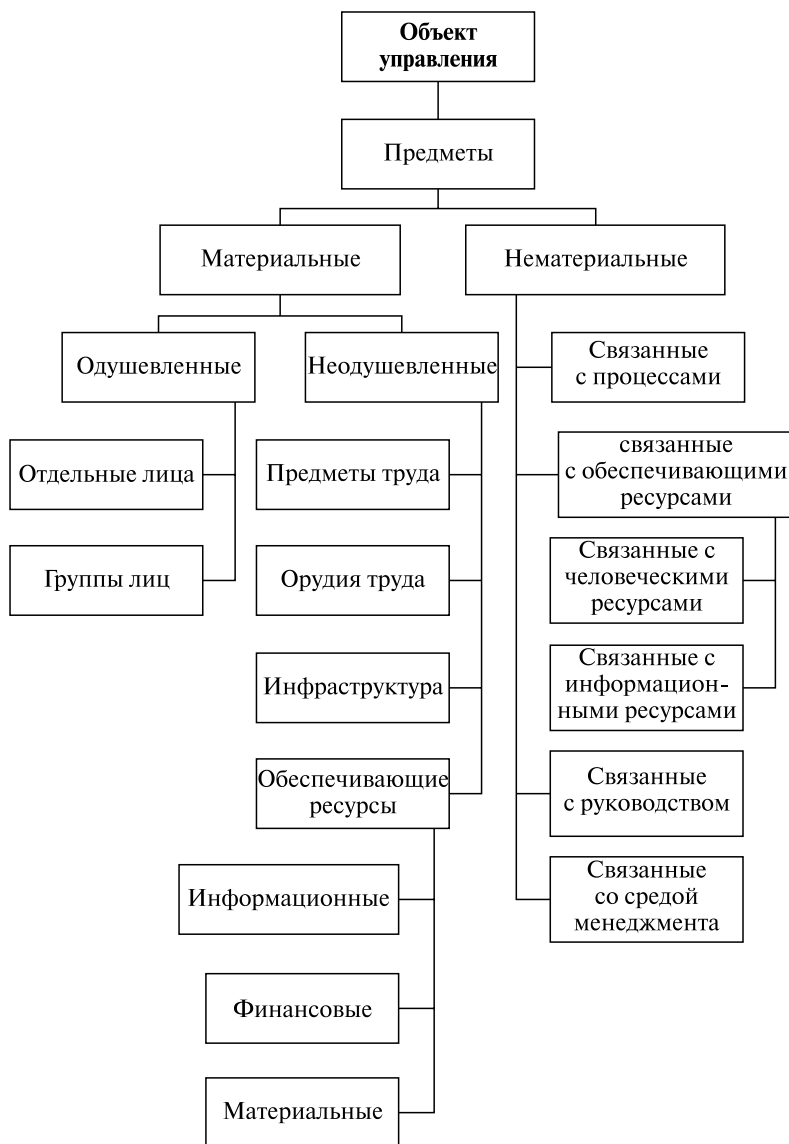 Объект
управления
Предметы
Материальные
Нематериальные
Одушевленные
Неодушевленные
Связанные
с процессами
Отдельные лица
Предметы труда
связанные
с обеспечивающими
ресурсами
Группы лиц
Орудия труда
Связанные с
человеческими
ресурсами
Инфраструктура
Связанные с
информацион-
ными ресурсами
Обеспечивающие
ресурсы
Связанные
с руководством
Информационные
Связанные
со средой
менеджмента
Финансовые
Материальные